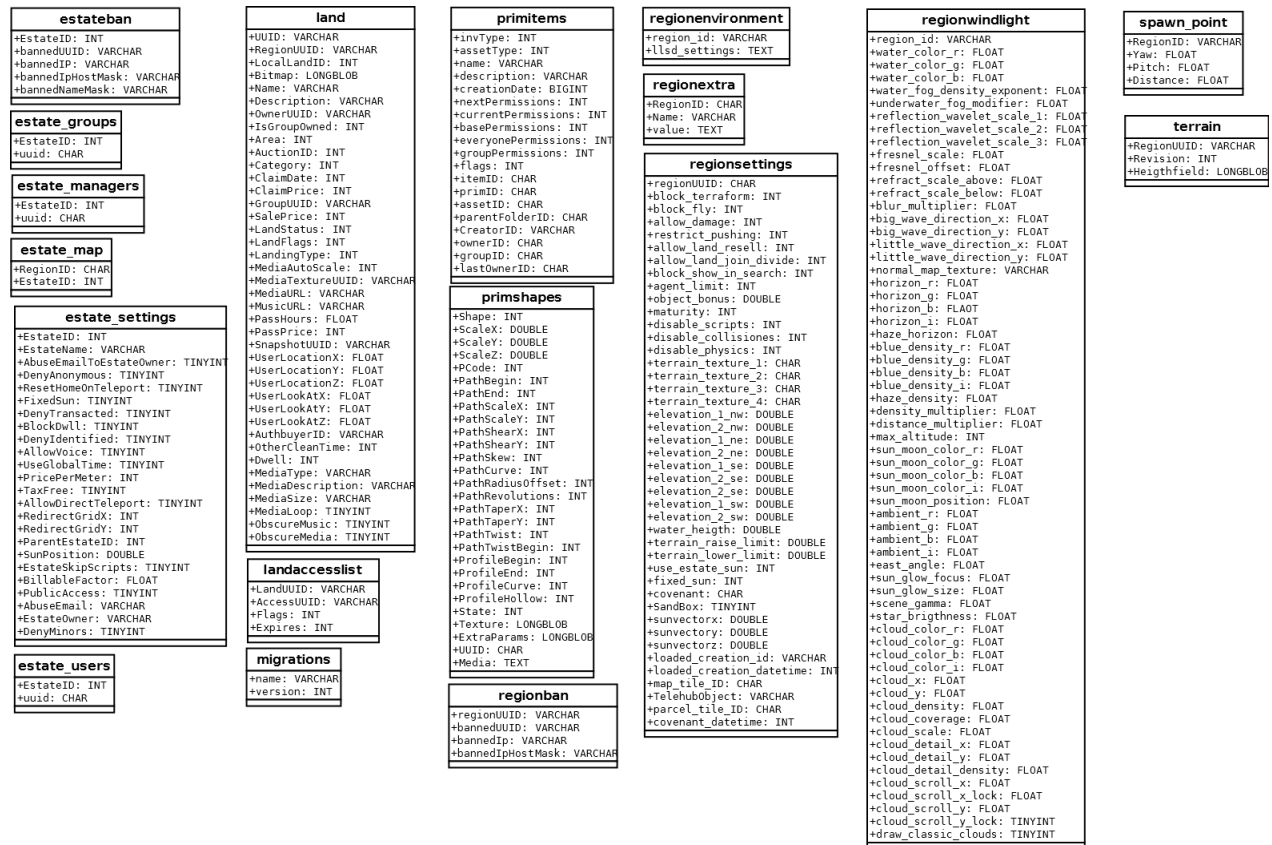 estateban
+EstateID: INT
+bannedUUID: VARCHAR
+bannedIP: VARCHAR
+bannedIpHostMask: VARCHAR
+bannedNameMask: VARCHAR
estate_groups
+EstateID: INT
+uuid: CHAR
estate_managers
+EstateID: INT
+uuid: CHAR
estate_map
+RegionID: CHAR
+EstateID: INT
estate_settings
+EstateID: INT
+EstateName: VARCHAR
+AbuseEmailToEstateOwner: TINYINT
+DenyAnonymous: TINYINT
+ResetHomeOnTeleport: TINYINT
+FixedSun: TINYINT
+DenyTransacted: TINYINT
+BlockDwll: TINYINT
+DenyIdentified: TINYINT
+AllowVoice: TINYINT
+UseGlobalTime: TINYINT
+PricePerMeter: INT
+TaxFree: TINYINT
+AllowDirectTeleport: TINYINT
+RedirectGridX: INT
+RedirectGridY: INT
+ParentEstateID: INT
+SunPosition: DOUBLE
+EstateSkipScripts: TINYINT
+BillableFactor: FLOAT
+PublicAccess: TINYINT
+AbuseEmail: VARCHAR
+EstateOwner: VARCHAR
+DenyMinors: TINYINT
estate_users
+EstateID: INT
+uuid: CHAR
land
+UUID: VARCHAR
+RegionUUID: VARCHAR
+LocalLandID: INT
+Bitmap: LONGBLOB
+Name: VARCHAR
+Description: VARCHAR
+OwnerUUID: VARCHAR
+IsGroupOwned: INT
+Area: INT
+AuctionID: INT
+Category: INT
+ClaimDate: INT
+ClaimPrice: INT
+GroupUUID: VARCHAR
+SalePrice: INT
+LandStatus: INT
+LandFlags: INT
+LandingType: INT
+MediaAutoScale: INT
+MediaTextureUUID: VARCHAR
+MediaURL: VARCHAR
+MusicURL: VARCHAR
+PassHours: FLOAT
+PassPrice: INT
+SnapshotUUID: VARCHAR
+UserLocationX: FLOAT
+UserLocationY: FLOAT
+UserLocationZ: FLOAT
+UserLookAtX: FLOAT
+UserLookAtY: FLOAT
+UserLookAtZ: FLOAT
+AuthbuyerID: VARCHAR
+OtherCleanTime: INT
+Dwell: INT
+MediaType: VARCHAR
+MediaDescription: VARCHAR
+MediaSize: VARCHAR
+MediaLoop: TINYINT
+ObscureMusic: TINYINT
+ObscureMedia: TINYINT
landaccesslist
+LandUUID: VARCHAR
+AccessUUID: VARCHAR
+Flags: INT
+Expires: INT
migrations
+name: VARCHAR
+version: INT
primitems
+invType: INT
+assetType: INT
+name: VARCHAR
+description: VARCHAR
+creationDate: BIGINT
+nextPermissions: INT
+currentPermissions: INT
+basePermissions: INT
+everyonePermissions: INT
+groupPermissions: INT
+flags: INT
+itemID: CHAR
+primID: CHAR
+assetID: CHAR
+parentFolderID: CHAR
+CreatorID: VARCHAR
+ownerID: CHAR
+groupID: CHAR
+lastOwnerID: CHAR
primshapes
+Shape: INT
+ScaleX: DOUBLE
+ScaleY: DOUBLE
+ScaleZ: DOUBLE
+PCode: INT
+PathBegin: INT
+PathEnd: INT
+PathScaleX: INT
+PathScaleY: INT
+PathShearX: INT
+PathShearY: INT
+PathSkew: INT
+PathCurve: INT
+PathRadiusOffset: INT
+PathRevolutions: INT
+PathTaperX: INT
+PathTaperY: INT
+PathTwist: INT
+PathTwistBegin: INT
+ProfileBegin: INT
+ProfileEnd: INT
+ProfileCurve: INT
+ProfileHollow: INT
+State: INT
+Texture: LONGBLOB
+ExtraParams: LONGBLOB
+UUID: CHAR
+Media: TEXT
regionban
+regionUUID: VARCHAR
+bannedUUID: VARCHAR
+bannedIp: VARCHAR
+bannedIpHostMask: VARCHAR
regionenvironment
+region_id: VARCHAR
+llsd_settings: TEXT
regionextra
+RegionID: CHAR
+Name: VARCHAR
+value: TEXT
regionsettings
+regionUUID: CHAR
+block_terraform: INT
+block_fly: INT
+allow_damage: INT
+restrict_pushing: INT
+allow_land_resell: INT
+allow_land_join_divide: INT
+block_show_in_search: INT
+agent_limit: INT
+object_bonus: DOUBLE
+maturity: INT
+disable_scripts: INT
+disable_collisiones: INT
+disable_physics: INT
+terrain_texture_1: CHAR
+terrain_texture_2: CHAR
+terrain_texture_3: CHAR
+terrain_texture_4: CHAR
+elevation_1_nw: DOUBLE
+elevation_2_nw: DOUBLE
+elevation_1_ne: DOUBLE
+elevation_2_ne: DOUBLE
+elevation_1_se: DOUBLE
+elevation_2_se: DOUBLE
+elevation_2_se: DOUBLE
+elevation_1_sw: DOUBLE
+elevation_2_sw: DOUBLE
+water_heigth: DOUBLE
+terrain_raise_limit: DOUBLE
+terrain_lower_limit: DOUBLE
+use_estate_sun: INT
+fixed_sun: INT
+covenant: CHAR
+SandBox: TINYINT
+sunvectorx: DOUBLE
+sunvectory: DOUBLE
+sunvectorz: DOUBLE
+loaded_creation_id: VARCHAR
+loaded_creation_datetime: INT
+map_tile_ID: CHAR
+TelehubObject: VARCHAR
+parcel_tile_ID: CHAR
+covenant_datetime: INT
regionwindlight
+region_id: VARCHAR
+water_color_r: FLOAT
+water_color_g: FLOAT
+water_color_b: FLOAT
+water_fog_density_exponent: FLOAT
+underwater_fog_modifier: FLOAT
+reflection_wavelet_scale_1: FLOAT
+reflection_wavelet_scale_2: FLOAT
+reflection_wavelet_scale_3: FLOAT
+fresnel_scale: FLOAT
+fresnel_offset: FLOAT
+refract_scale_above: FLOAT
+refract_scale_below: FLOAT
+blur_multiplier: FLOAT
+big_wave_direction_x: FLOAT
+big_wave_direction_y: FLOAT
+little_wave_direction_x: FLOAT
+little_wave_direction_y: FLOAT
+normal_map_texture: VARCHAR
+horizon_r: FLOAT
+horizon_g: FLOAT
+horizon_b: FLAOT
+horizon_i: FLOAT
+haze_horizon: FLOAT
+blue_density_r: FLOAT
+blue_density_g: FLOAT
+blue_density_b: FLOAT
+blue_density_i: FLOAT
+haze_density: FLOAT
+density_multiplier: FLOAT
+distance_multiplier: FLOAT
+max_altitude: INT
+sun_moon_color_r: FLOAT
+sun_moon_color_g: FLOAT
+sun_moon_color_b: FLOAT
+sun_moon_color_i: FLOAT
+sun_moon_position: FLOAT
+ambient_r: FLOAT
+ambient_g: FLOAT
+ambient_b: FLOAT
+ambient_i: FLOAT
+east_angle: FLOAT
+sun_glow_focus: FLOAT
+sun_glow_size: FLOAT
+scene_gamma: FLOAT
+star_brigthness: FLOAT
+cloud_color_r: FLOAT
+cloud_color_g: FLOAT
+cloud_color_b: FLOAT
+cloud_color_i: FLOAT
+cloud_x: FLOAT
+cloud_y: FLOAT
+cloud_density: FLOAT
+cloud_coverage: FLOAT
+cloud_scale: FLOAT
+cloud_detail_x: FLOAT
+cloud_detail_y: FLOAT
+cloud_detail_density: FLOAT
+cloud_scroll_x: FLOAT
+cloud_scroll_x_lock: FLOAT
+cloud_scroll_y: FLOAT
+cloud_scroll_y_lock: TINYINT
+draw_classic_clouds: TINYINT
spawn_point
+RegionID: VARCHAR
+Yaw: FLOAT
+Pitch: FLOAT
+Distance: FLOAT
terrain
+RegionUUID: VARCHAR
+Revision: INT
+Heigthfield: LONGBLOB